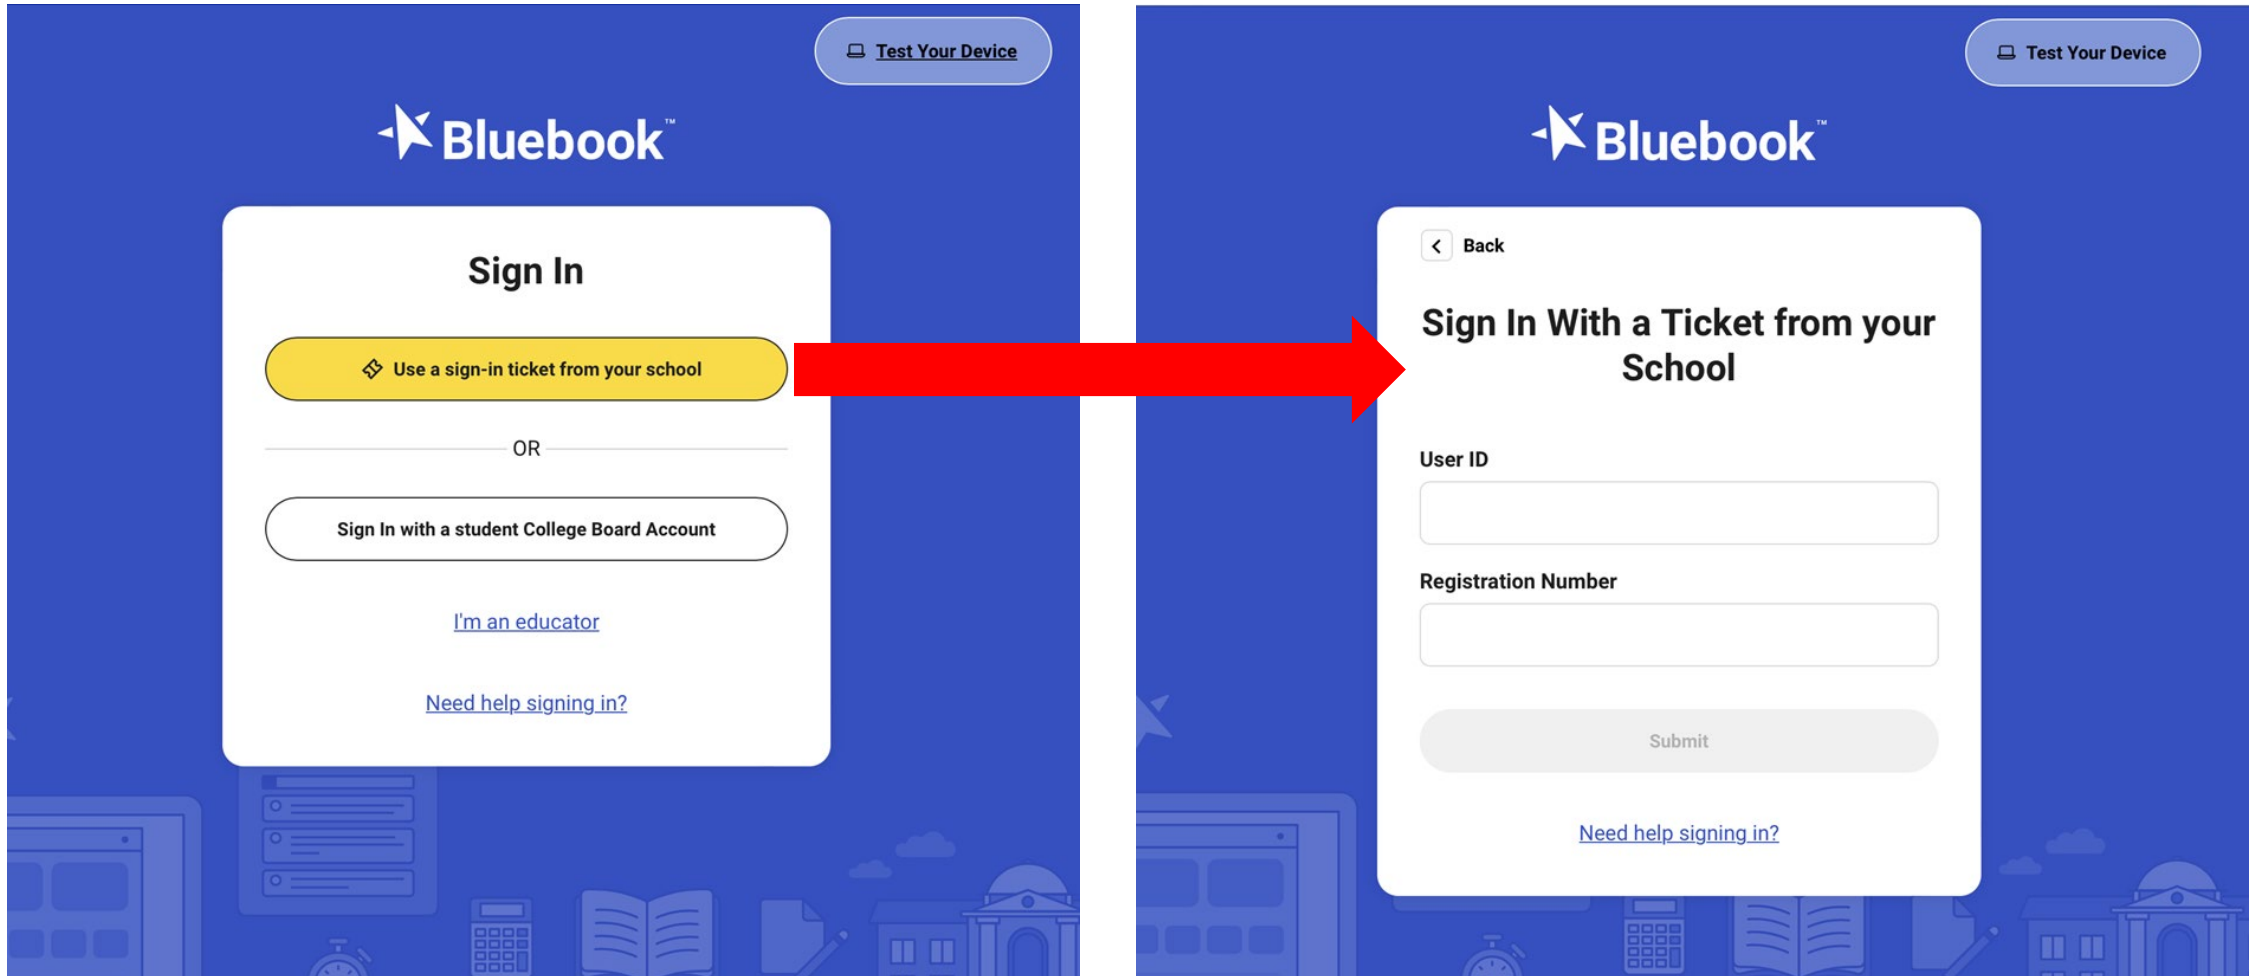 Test Your Device
Bluebook™
Sign In
Use a sign-in ticket from your school
OR
Sign In with a student College Board Account
I'm an educator
Need help signing in?
Test Your Device
Bluebook™
Back
Sign In With a Ticket from your
School
User ID
Registration Number
Submit
Need help signing in?